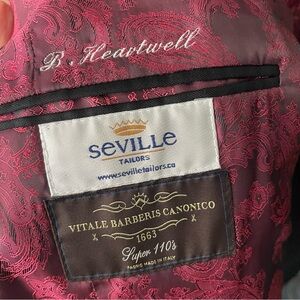 B. Heartwell
SEVILLE
TAILORS
www.sevilletailors.ca
VITALE BARBERIS CANONICO
1663
Super 110's
FABRIC MADE IN ITALY